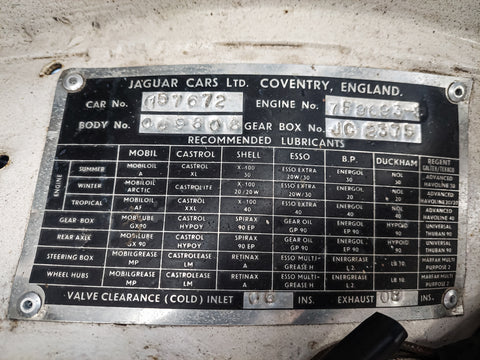 JAGUAR CARS LTD. COVENTRY, ENGLAND.
CAR No. G57672 ENGINE No.
BODY No. GEAR BOX No.
RECOMMENDED LUBRICANTS
MOBIL CASTROL SHELL ESSO B.P. DUCKHAM REGENT
ENGINE SUMMER MOBILOIL A CASTROL XL X-100 30 ESSO EXTRA 20W/30 ENERGOL 30 NOL 30 ADVANCED HAVOLINE 30
WINTER MOBILOIL ARCTIC CASTROLITE X-100 20/20W ESSO EXTRA 20W/30 ENERGOL 20 NOL 20 ADVANCED HAVOLINE
TROPICAL MOBILOIL AF CASTROL XXL X-100 40 ESSO EXTRA 40 ENERGOL 40 NOL 40 ADVANCED HAVOLINE 40
GEAR-BOX MOBILUBE GX90 CASTROL HYPOY SPIRAX 90 EP GEAR OIL GP 90 ENERGOL EP 90 HYPOID 90 UNIVERSAL THUBAN 90
REAR AXLE MOBILUBE GX 90 CASTROL HYPOY SPIRAX 90 EP GEAR OIL GP 90 ENERGOL EP 90 HYPOID 90 UNIVERSAL THUBAN 90
STEERING BOX MOBILGREASE MP CASTROLEASE LM RETINAX A ESSO MULTI-GREASE H ENERGREASE L2 LB 10. MARFAK MULTI PURPOSE 2
WHEEL HUBS MOBILGREASE MP CASTROLEASE LM RETINAX A ESSO MULTI-GREASE H ENERGREASE L2 LB 10. MARFAK MULTI PURPOSE 2
VALVE CLEARANCE (COLD) INLET INS. EXHAUST INS.